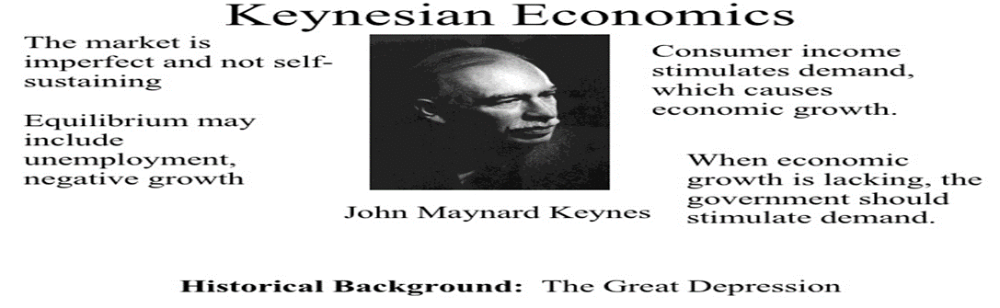 Keynesian Economics
The market is
imperfect and not self-
sustaining
Equilibrium may
include
unemployment,
negative growth
John Maynard Keynes
Consumer income
stimulates demand,
which causes
economic growth.
When economic
growth is lacking, the
government should
stimulate demand.
Historical Background: The Great Depression